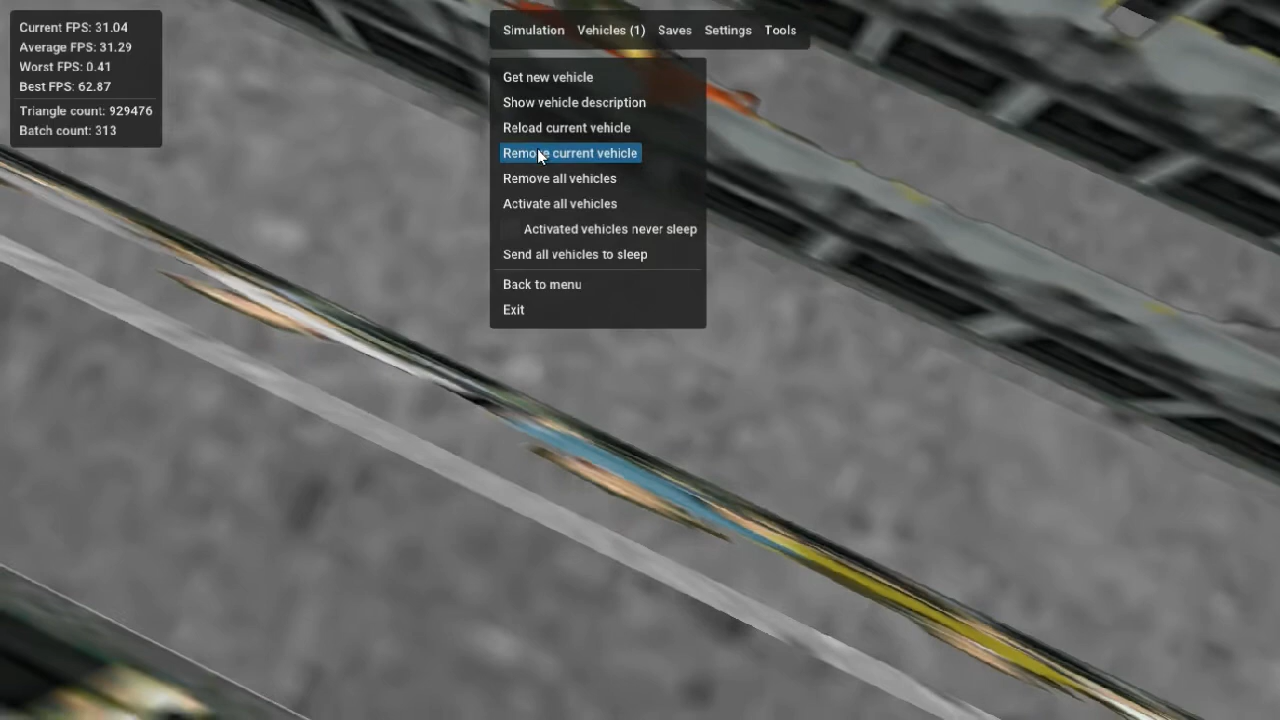 Current FPS: 31.04
Average FPS: 31.29
Worst FPS: 0.41
Best FPS: 62.87
Triangle count: 929476
Batch count: 313
Simulation Vehicles (1) Saves Settings Tools
Get new vehicle
Show vehicle description
Reload current vehicle
Remove current vehicle
Remove all vehicles
Activate all vehicles
Activated vehicles never sleep
Send all vehicles to sleep
Back to menu
Exit